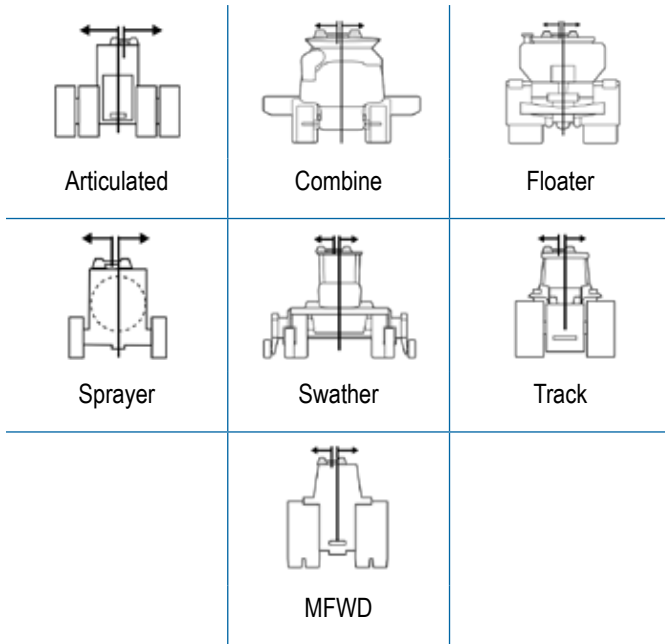 Articulated
Combine
Floater
Sprayer
Swather
Track
MFWD